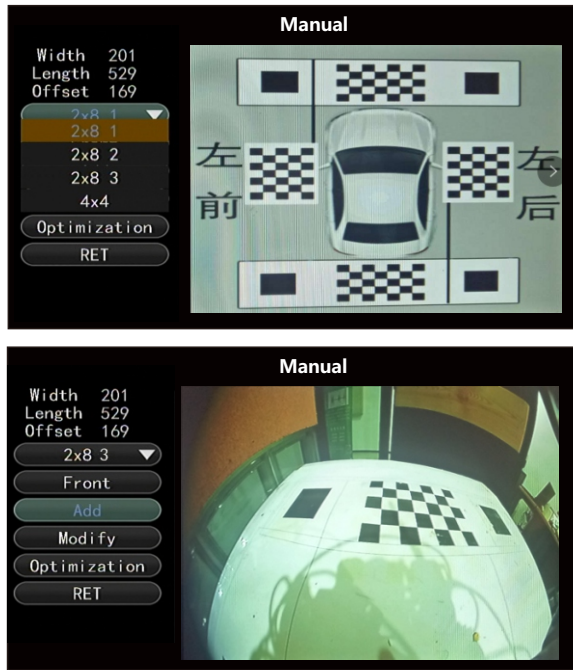 Manual
Width 201
Length 529
Offset 169
2x8 1
2x8 1
2x8 2
2x8 3
4x4
Optimization
RET
左前
左后
Manual
Width 201
Length 529
Offset 169
2x8 3
Front
Add
Modify
Optimization
RET